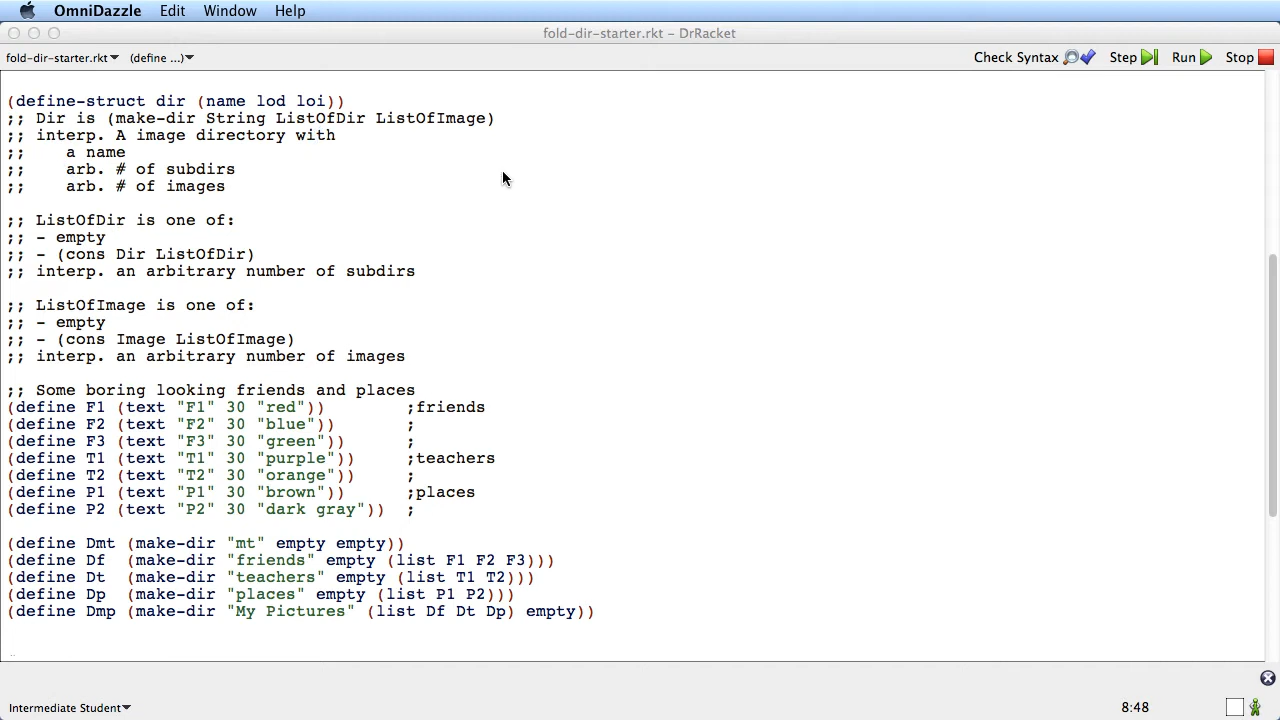 OmniDazzle Edit Window Help
fold-dir-starter.rkt – DrRacket
fold-dir-starter.rkt (define ...) Check Syntax Step Run Stop
(define-struct dir (name lod loi))
;; Dir is (make-dir String ListOfDir ListOfImage)
;; interp. A image directory with
;;    a name
;;    arb. # of subdirs
;;    arb. # of images
;; ListOfDir is one of:
;; - empty
;; - (cons Dir ListOfDir)
;; interp. an arbitrary number of subdirs
;; ListOfImage is one of:
;; - empty
;; - (cons Image ListOfImage)
;; interp. an arbitrary number of images
;; Some boring looking friends and places
(define F1 (text "F1" 30 "red"))        ;friends
(define F2 (text "F2" 30 "blue"))       ;
(define F3 (text "F3" 30 "green"))      ;
(define T1 (text "T1" 30 "purple"))     ;teachers
(define T2 (text "T2" 30 "orange"))     ;
(define P1 (text "P1" 30 "brown"))      ;places
(define P2 (text "P2" 30 "dark gray"))  ;
(define Dmt (make-dir "mt" empty empty))
(define Df  (make-dir "friends" empty (list F1 F2 F3)))
(define Dt  (make-dir "teachers" empty (list T1 T2)))
(define Dp  (make-dir "places" empty (list P1 P2)))
(define Dmp (make-dir "My Pictures" (list Df Dt Dp) empty))
Intermediate Student 8:48